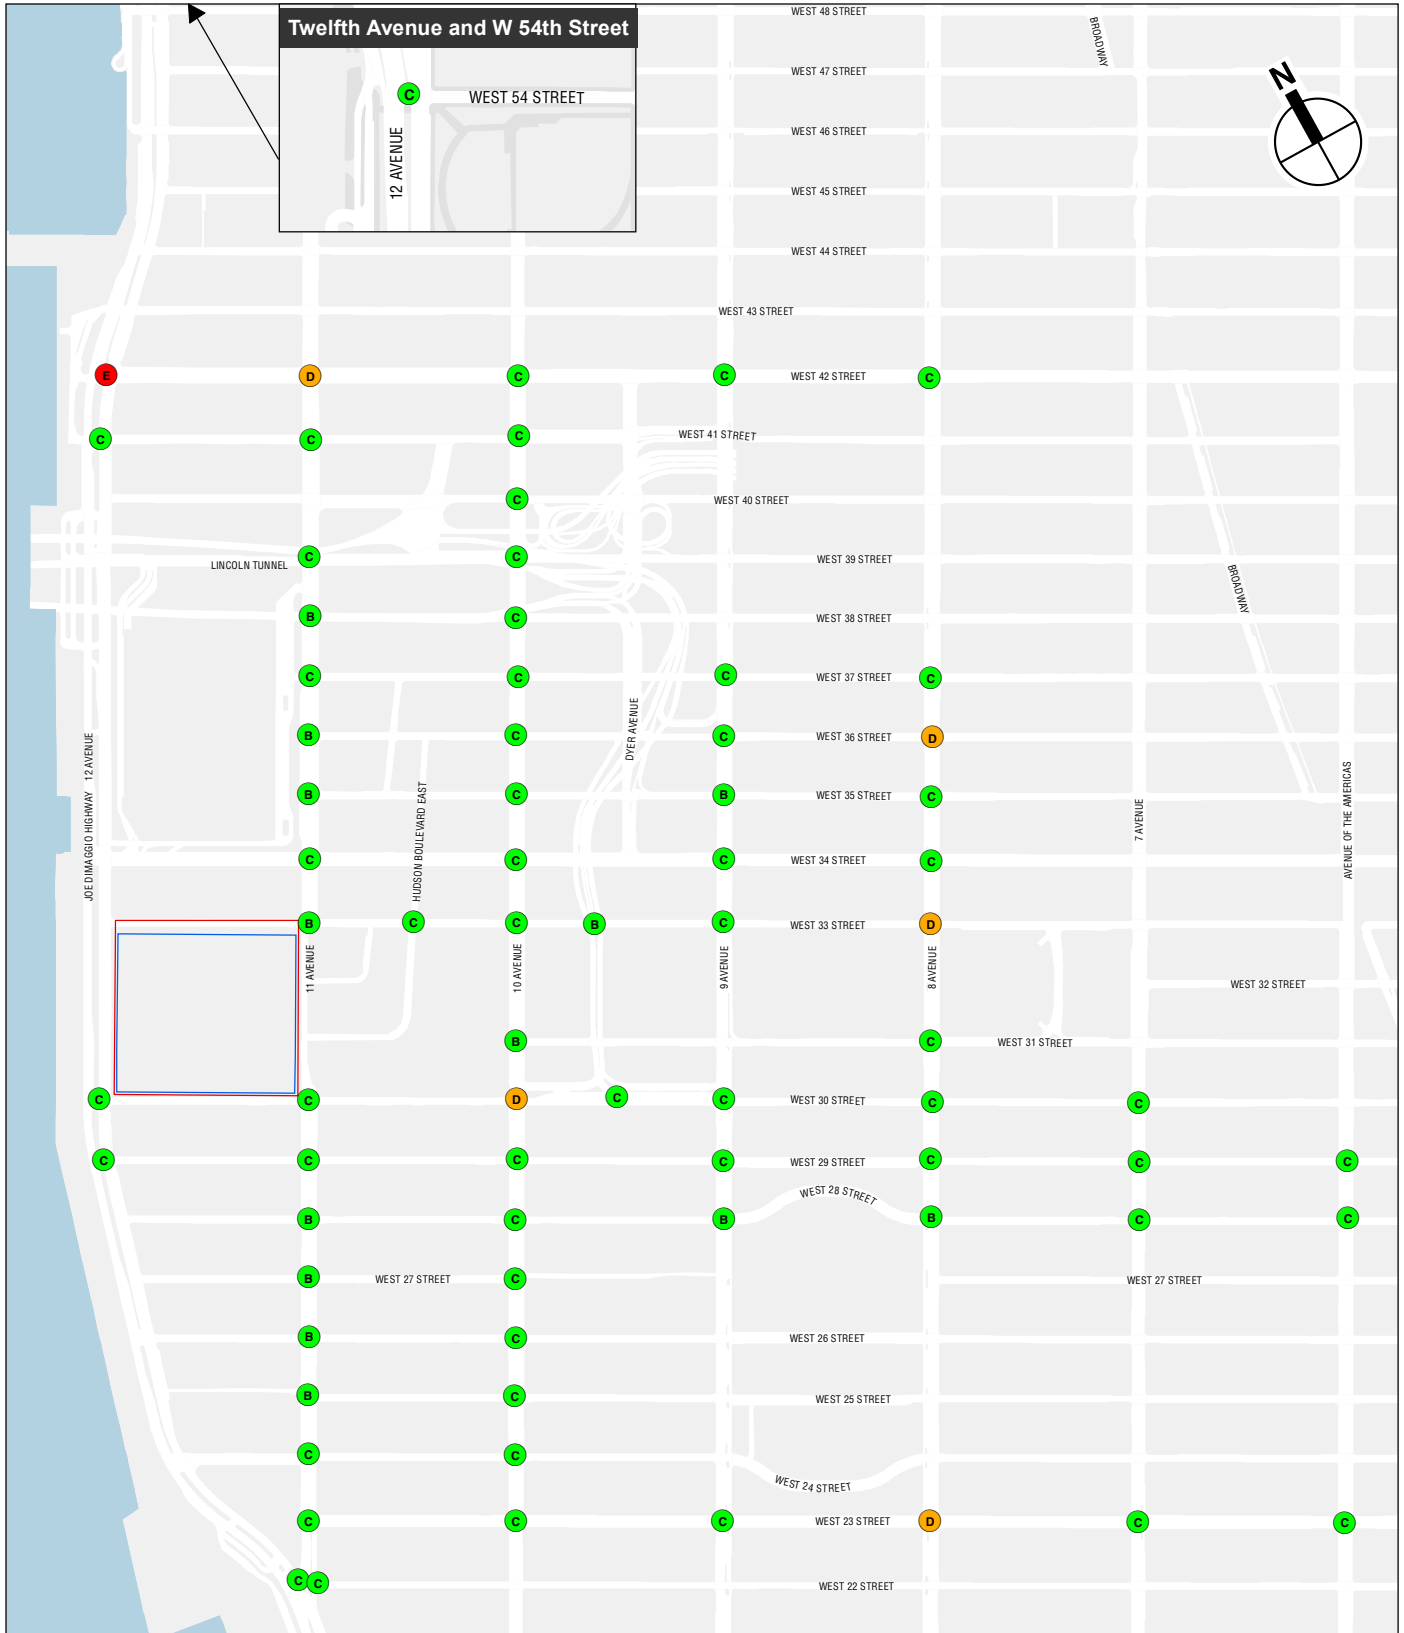 WEST 48 STREET
BROADWAY
Twelfth Avenue and W 54th Street
C
WEST 54 STREET
12 AVENUE
WEST 47 STREET
N
WEST 46 STREET
WEST 45 STREET
WEST 44 STREET
WEST 43 STREET
E
D
C
C
WEST 42 STREET
C
C
C
C
WEST 41 STREET
C
WEST 40 STREET
LINCOLN TUNNEL
C
C
WEST 39 STREET
BROADWAY
B
C
WEST 38 STREET
C
C
C
WEST 37 STREET
C
B
C
DYER AVENUE
C
WEST 36 STREET
D
JOE DIMAGGIO HIGHWAY
12 AVENUE
B
HUDSON BOULEVARD EAST
C
B
WEST 35 STREET
C
7 AVENUE
AVENUE OF THE AMERICAS
C
C
C
WEST 34 STREET
C
B
C
C
B
C
WEST 33 STREET
D
11 AVENUE
10 AVENUE
9 AVENUE
8 AVENUE
WEST 32 STREET
B
C
WEST 31 STREET
C
C
D
C
C
WEST 30 STREET
C
C
C
C
C
C
WEST 29 STREET
C
C
C
B
C
B
WEST 28 STREET
B
C
C
B
WEST 27 STREET
C
WEST 27 STREET
B
C
WEST 26 STREET
B
C
WEST 25 STREET
C
C
WEST 24 STREET
C
C
C
WEST 23 STREET
D
C
C
C
C
WEST 22 STREET